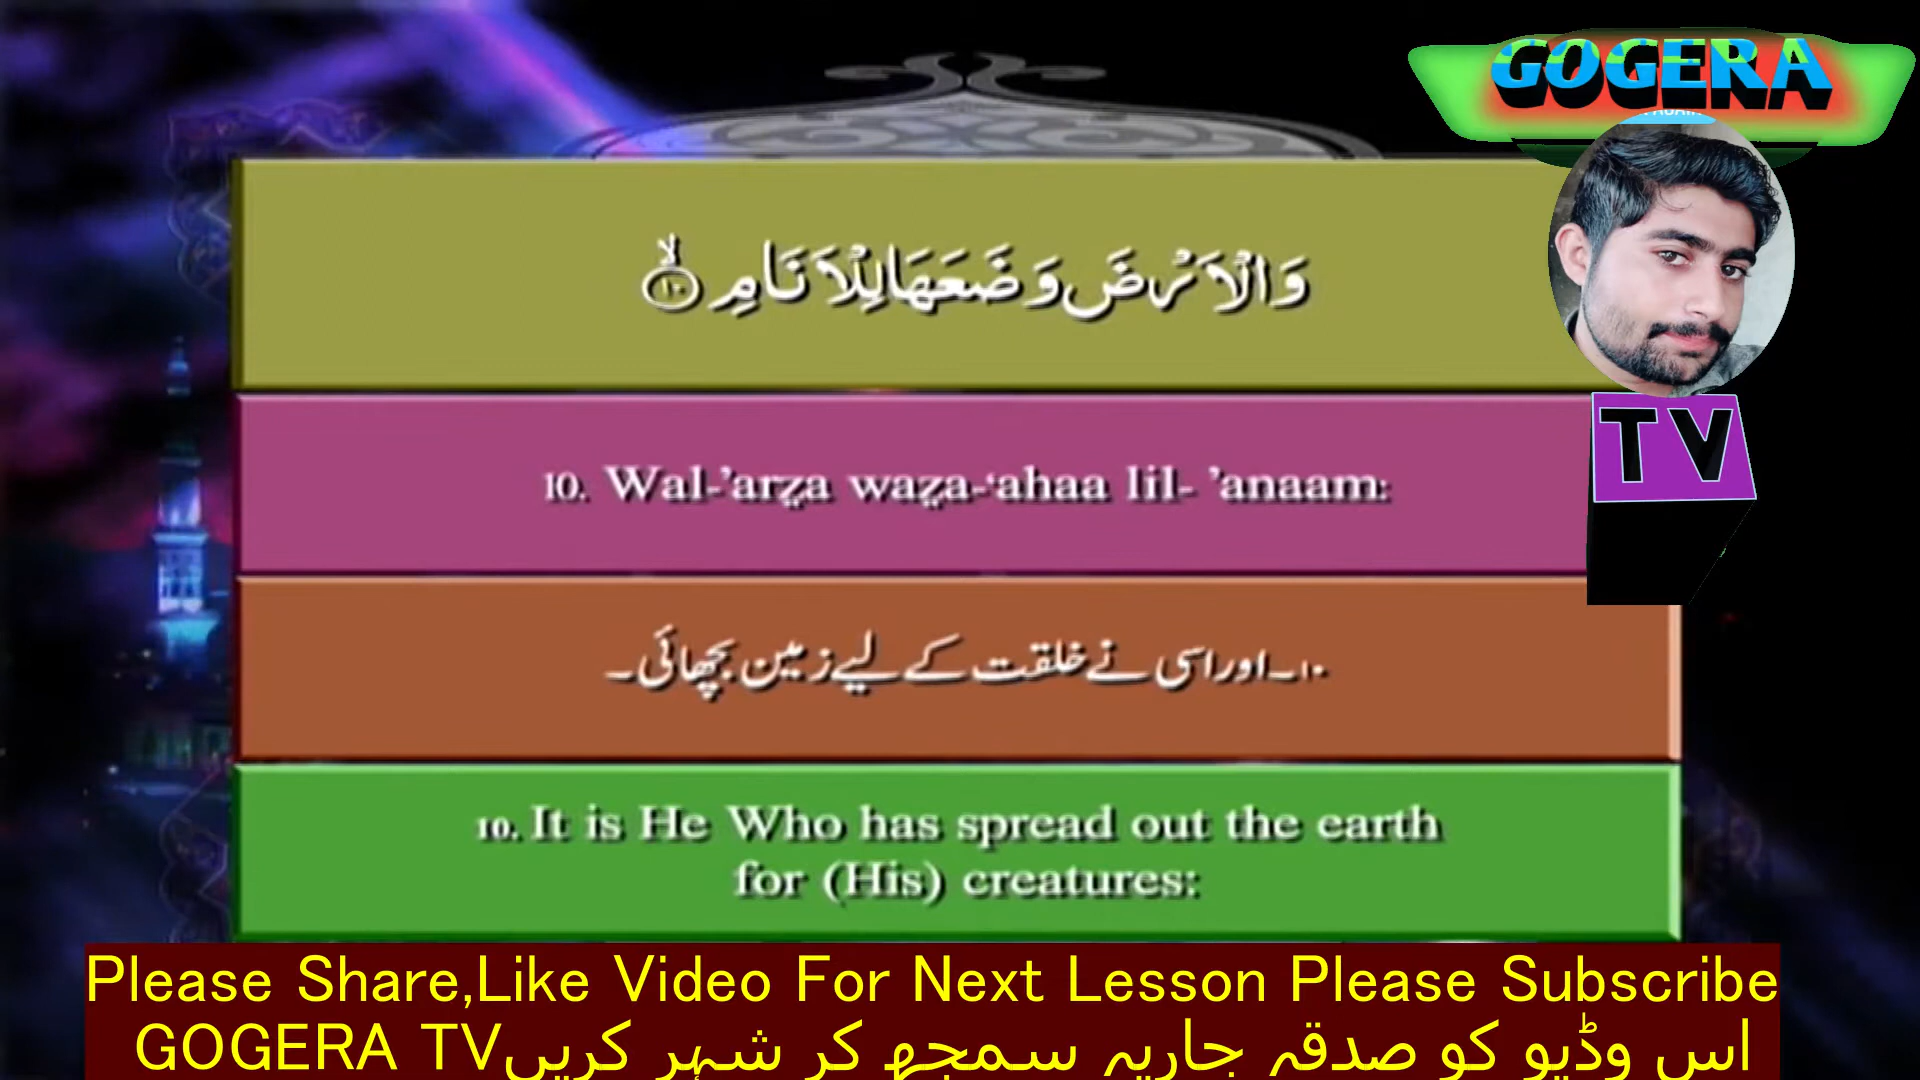 GOGERA
وَالْاَرْضَ وَضَعَهَا لِلْاَنَامِ ۙ۱۰
TV
10. Wal-’arza waza-‘ahaa lil- ’anaam:
۱۰۔اور اسی نے خلقت کے لیے زمین بچھائی۔
10. It is He Who has spread out the earth
for (His) creatures:
Please Share,Like Video For Next Lesson Please Subscribe
GOGERA TVاس وڈیو کو صدقہ جاریہ سمجھ کر شہر کریں